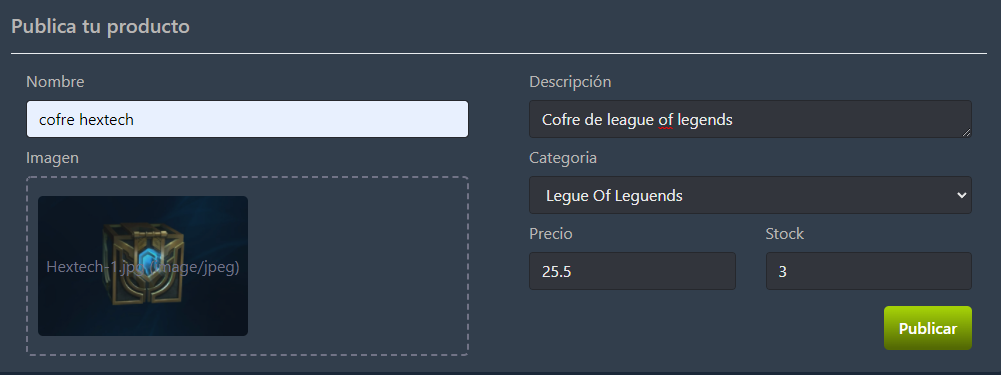 Publica tu producto
Nombre
cofre hextech
Imagen
Hextech-1.jpg (image/jpeg)
Descripción
Cofre de league of legends
Categoria
Legue Of Leguends
Precio
25.5
Stock
3
Publicar